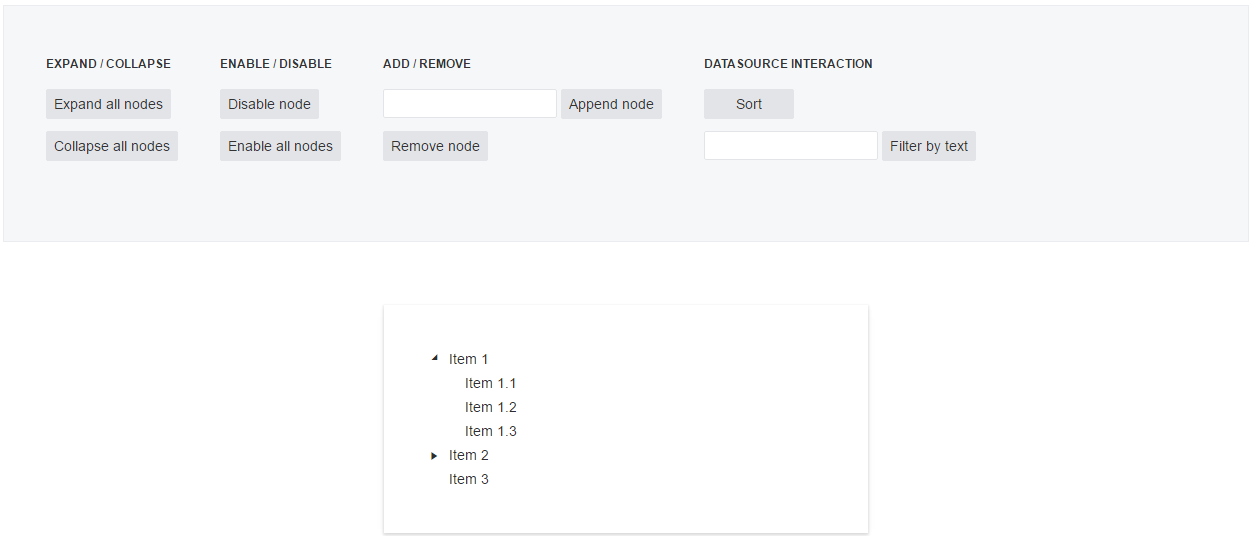 EXPAND / COLLAPSE
Expand all nodes
Collapse all nodes
ENABLE / DISABLE
Disable node
Enable all nodes
ADD / REMOVE
Append node
Remove node
DATASOURCE INTERACTION
Sort
Filter by text
Item 1
Item 1.1
Item 1.2
Item 1.3
Item 2
Item 3